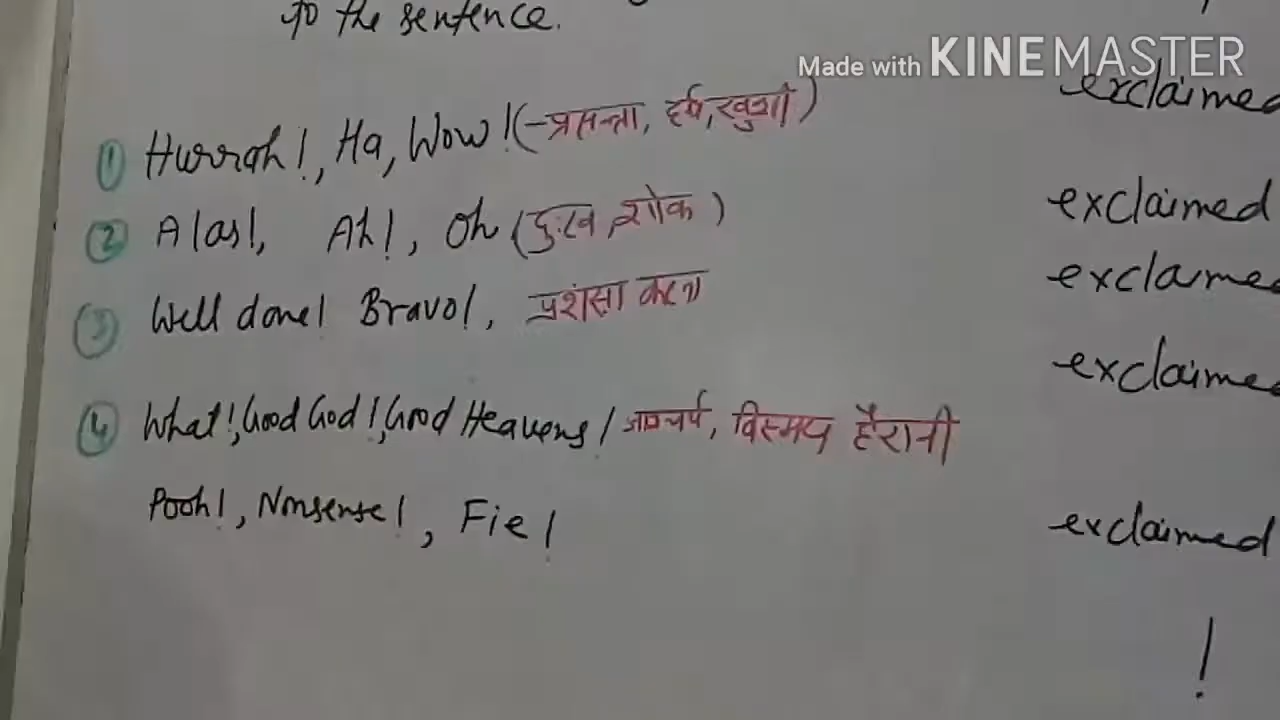 to the sentence.
Made with KINEMASTER
exclaimed
① Hurrah!, Ha, Wow! (-प्रसन्नता, हर्ष, खुशी)
② Alas!, Ah!, Oh (दुःख, शोक) exclaimed
③ Well done! Bravo!, प्रशंसा करना exclaime
exclaime
④ What!, Good God!, Good Heavens! आश्चर्य, विस्मय हैरानी
Pooh!, Nonsense!, Fie! exclaimed
!